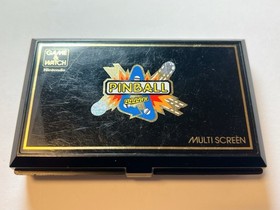 GAME &
WATCH
Nintendo
PINBALL
MULTI SCREEN